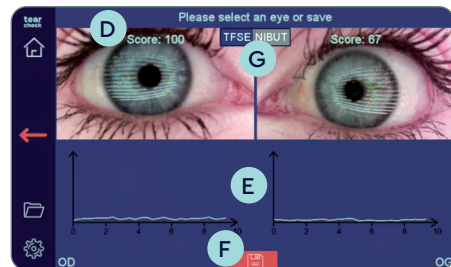 tear
check
Please select an eye or save
D
Score: 100
TFSE NIBUT
Score: 67
G
E
0 2 4 6 8 10
0 2 4 6 8 10
F
OD
OG